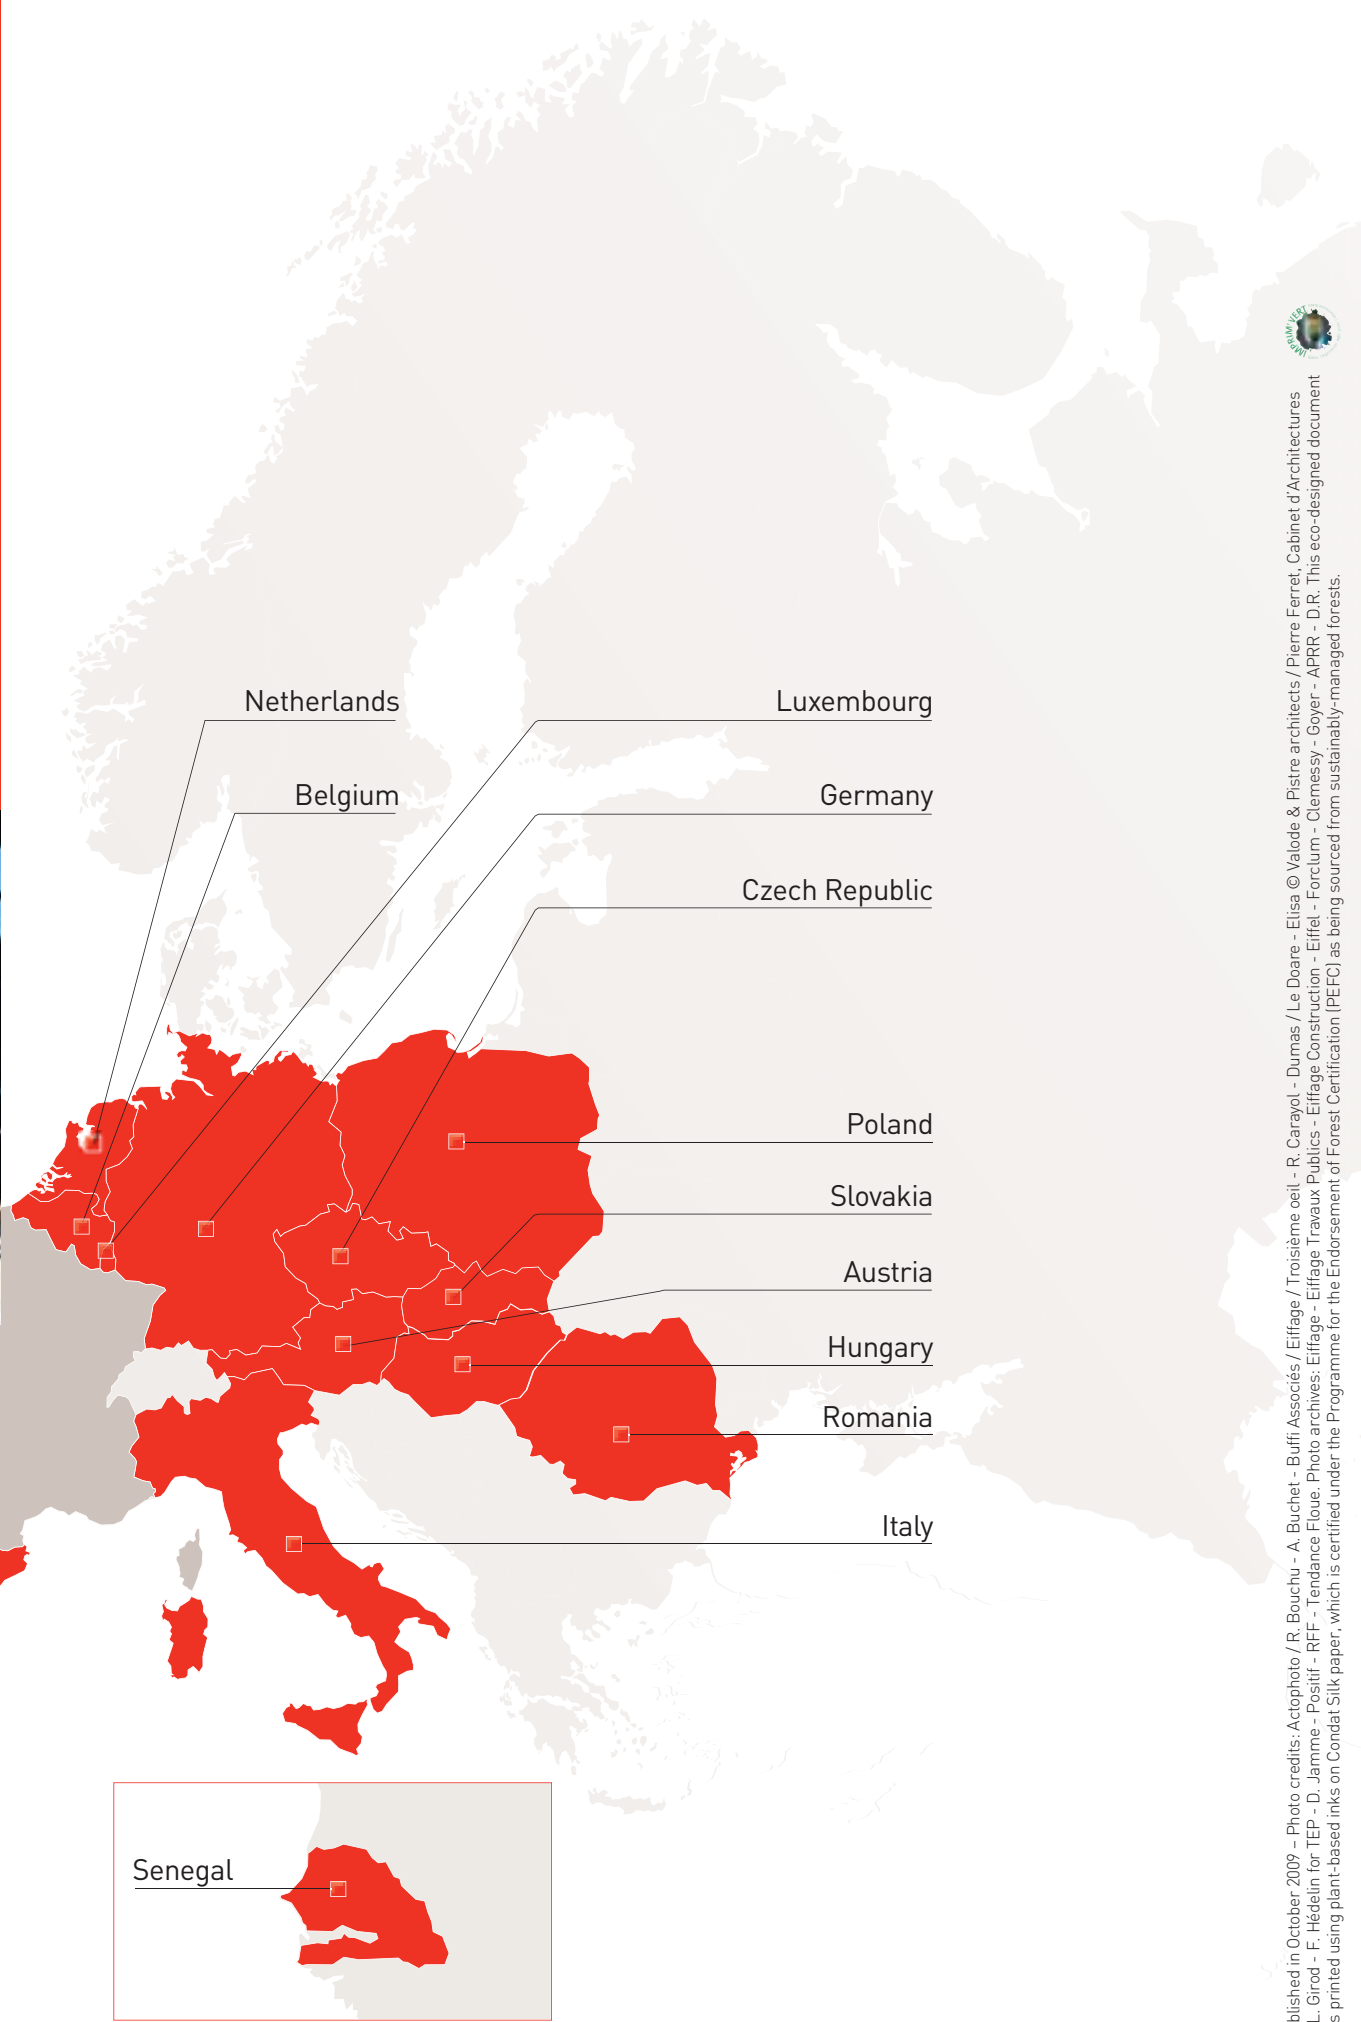 Netherlands
Luxembourg
Belgium
Germany
Czech Republic
Poland
Slovakia
Austria
Hungary
Romania
Italy
Senegal
IMPRIM'VERT
blished in October 2009 – Photo credits: Actophoto / R. Bouchu - A. Buchet - Buffi Associés / Eiffage / Troisième oeil - R. Carayol - Dumas / Le Doare - Elisa © Valode & Pistre architects / Pierre Ferret, Cabinet d'Architectures
L. Girod - F. Hédelin for TEP - D. Jamme - Positif - RFF - Tendance Floue. Photo archives: Eiffage - Eiffage Travaux Publics - Eiffage Construction - Eiffel - Forclum - Clemessy - Goyer - APRR - D.R. This eco-designed document
s printed using plant-based inks on Condat Silk paper, which is certified under the Programme for the Endorsement of Forest Certification (PEFC) as being sourced from sustainably-managed forests.